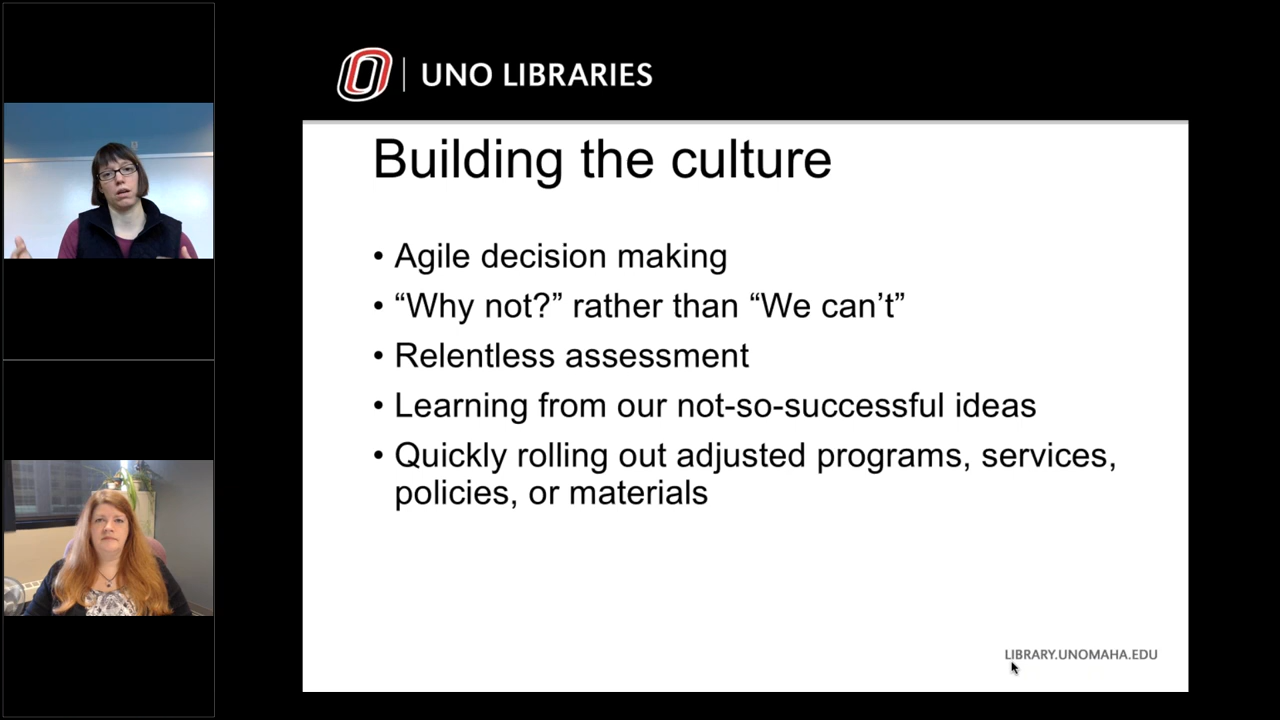 UNO LIBRARIES
Building the culture
• Agile decision making
• “Why not?” rather than “We can’t”
• Relentless assessment
• Learning from our not-so-successful ideas
• Quickly rolling out adjusted programs, services,
policies, or materials
LIBRARY.UNOMAHA.EDU